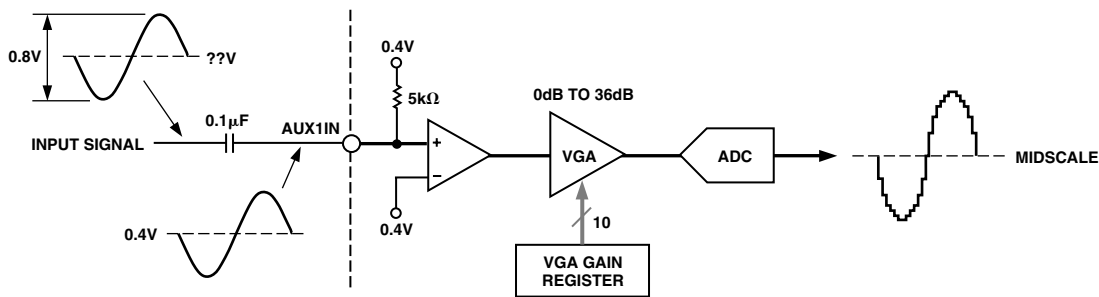 0.8V
??V
0.4V
5kΩ
0dB TO 36dB
0.1µF
AUX1IN
INPUT SIGNAL
+
–
VGA
ADC
MIDSCALE
0.4V
0.4V
10
VGA GAIN
REGISTER